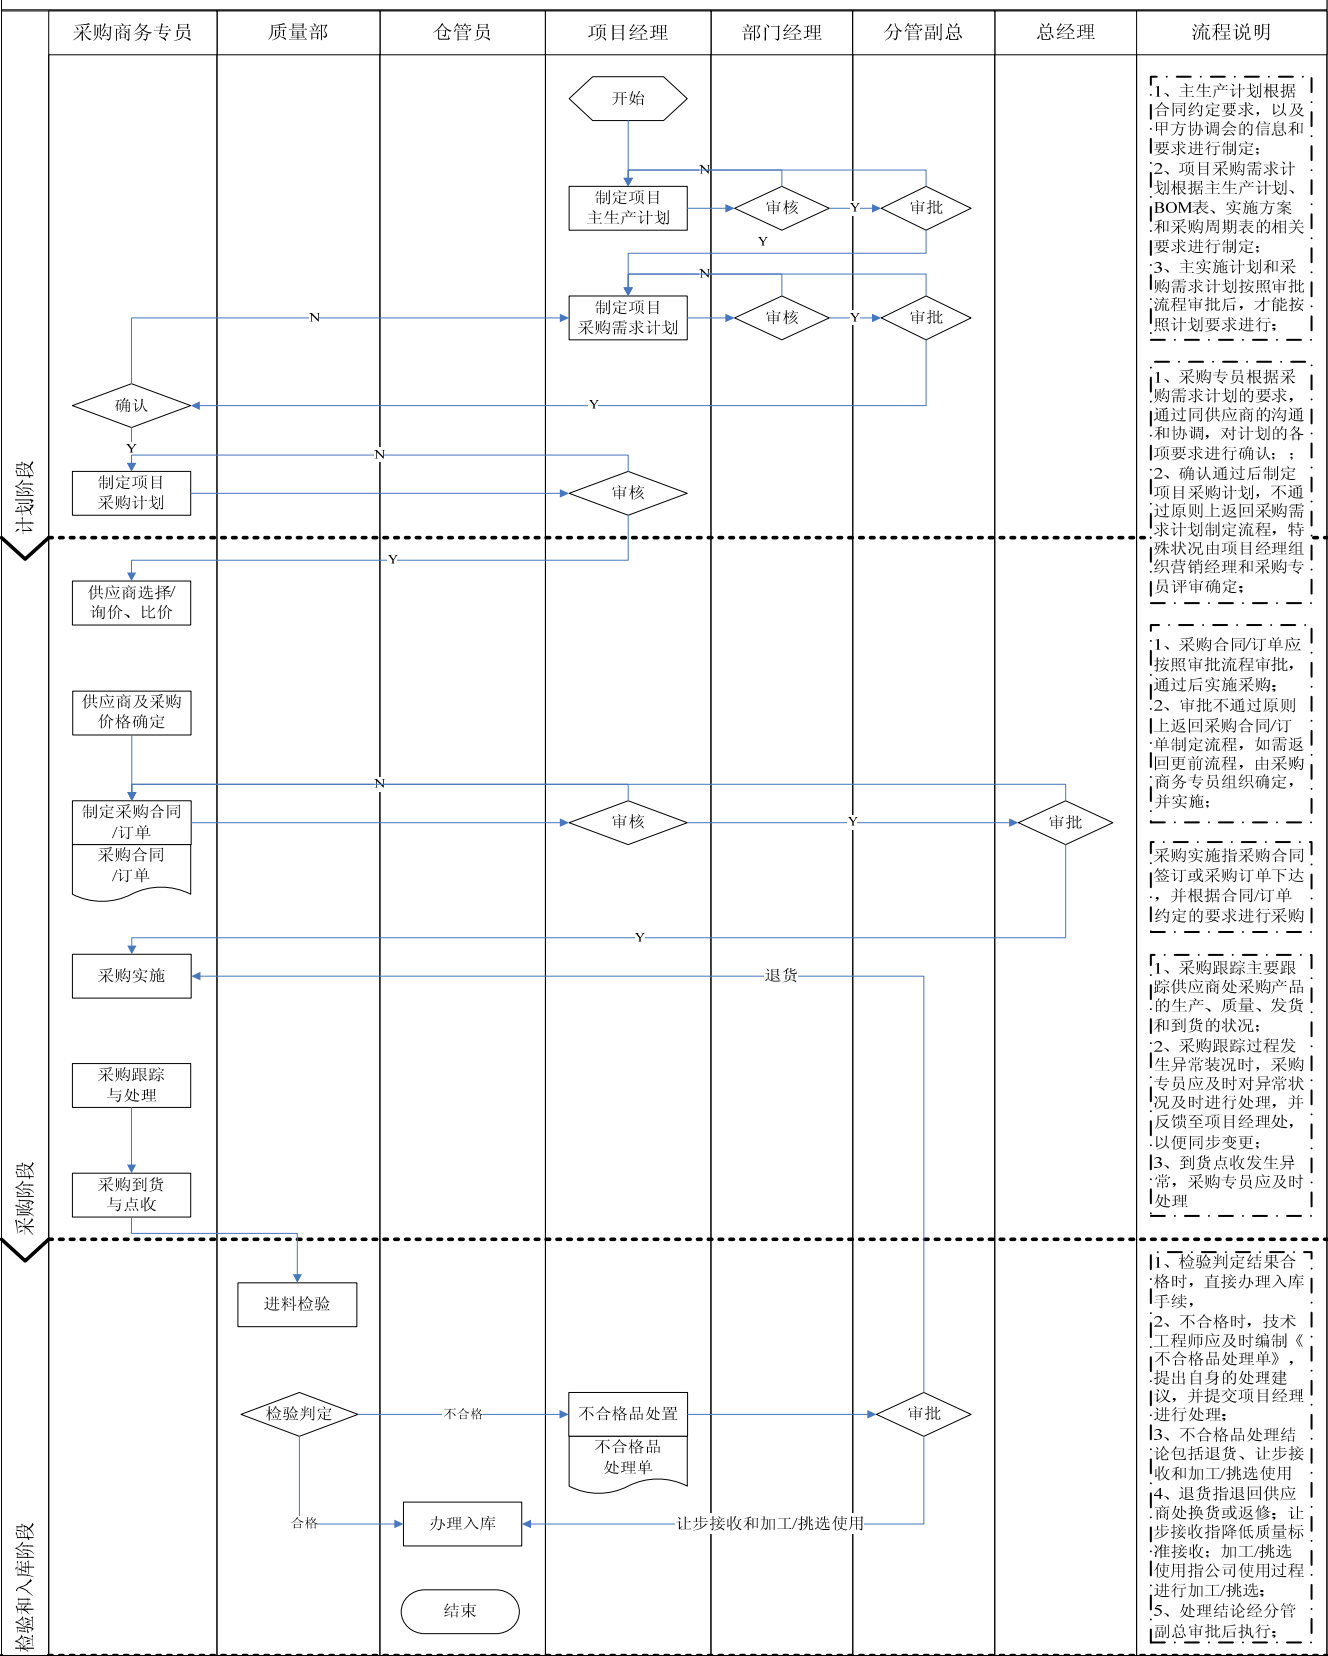 采购商务专员 质量部 仓管员 项目经理 部门经理 分管副总 总经理 流程说明
开始
N
制定项目
主生产计划
审核
Y
审批
Y
N
制定项目
采购需求计划
审核
Y
审批
N
确认
Y
Y
N
制定项目
采购计划
审核
计划阶段
Y
供应商选择/
询价、比价
供应商及采购
价格确定
N
制定采购合同
/订单
采购合同
/订单
审核
Y
审批
Y
采购实施
退货
采购跟踪
与处理
采购到货
与点收
采购阶段
进料检验
检验判定
不合格
不合格品处置
不合格品
处理单
审批
合格
办理入库
让步接收和加工/挑选使用
结束
检验和入库阶段
1、主生产计划根据
合同约定要求，以及
甲方协调会的信息和
要求进行制定；
2、项目采购需求计
划根据主生产计划、
BOM表、实施方案
和采购周期表的相关
要求进行制定；
3、主实施计划和采
购需求计划按照审批
流程审批后，才能按
照计划要求进行；
1、采购专员根据采
购需求计划的要求，
通过同供应商的沟通
和协调，对计划的各
项要求进行确认；；
2、确认通过后制定
项目采购计划，不通
过原则上返回采购需
求计划制定流程，特
殊状况由项目经理组
织营销经理和采购专
员评审确定；
1、采购合同/订单应
按照审批流程审批，
通过后实施采购；
2、审批不通过原则
上返回采购合同/订
单制定流程，如需返
回更前流程，由采购
商务专员组织确定，
并实施；
采购实施指采购合同
签订或采购订单下达
，并根据合同/订单
约定的要求进行采购
1、采购跟踪主要跟
踪供应商处采购产品
的生产、质量、发货
和到货的状况；
2、采购跟踪过程发
生异常装况时，采购
专员应及时对异常状
况及时进行处理，并
反馈至项目经理处，
以便同步变更；
3、到货点收发生异
常，采购专员应及时
处理
1、检验判定结果合
格时，直接办理入库
手续，
2、不合格时，技术
工程师应及时编制《
不合格品处理单》，
提出自身的处理建
议，并提交项目经理
进行处理；
3、不合格品处理结
论包括退货、让步接
收和加工/挑选使用
4、退货指退回供应
商处换货或返修；让
步接收指降低质量标
准接收；加工/挑选
使用指公司使用过程
进行加工/挑选；
5、处理结论经分管
副总审批后执行；